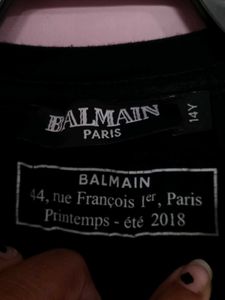 BALMAIN
PARIS
14Y
BALMAIN
44, rue François 1er, Paris
Printemps - été 2018